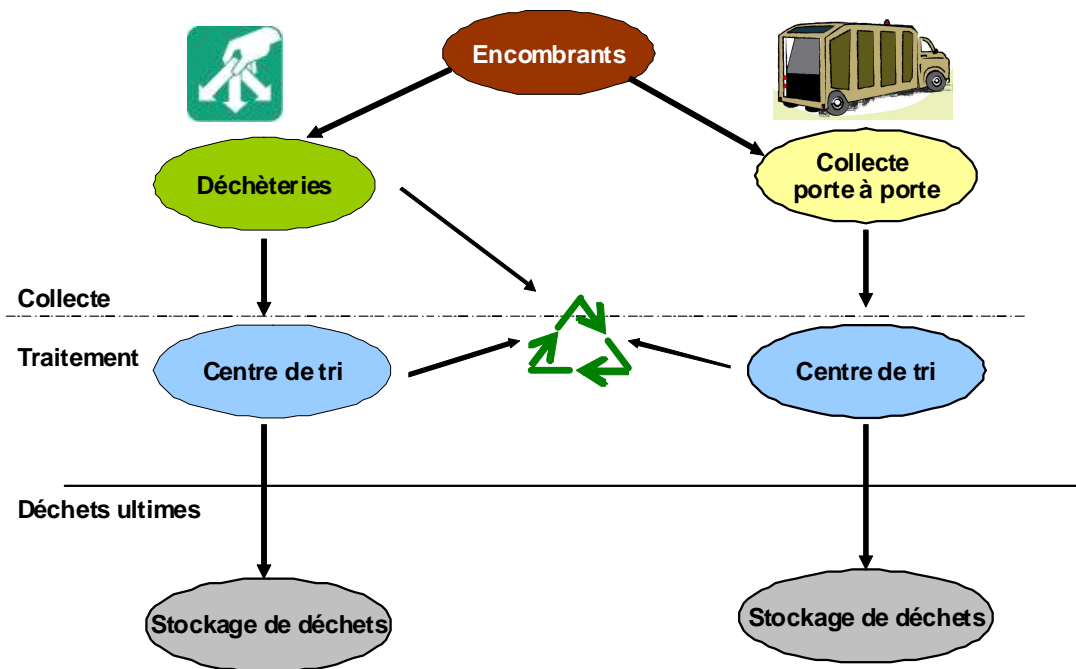 Encombrants
Déchèteries
Collecte
porte à porte
Collecte
Traitement
Centre de tri
Centre de tri
Déchets ultimes
Stockage de déchets
Stockage de déchets